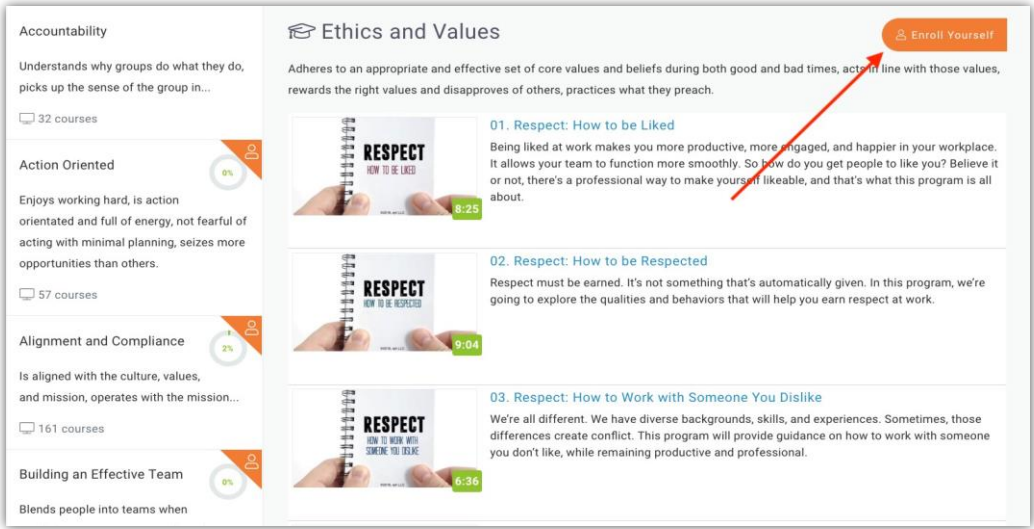 Accountability
Understands why groups do what they do,
picks up the sense of the group in...
32 courses
Action Oriented
0%
Enjoys working hard, is action
orientated and full of energy, not fearful of
acting with minimal planning, seizes more
opportunities than others.
57 courses
Alignment and Compliance
2%
Is aligned with the culture, values,
and mission, operates with the mission...
161 courses
Building an Effective Team
0%
Blends people into teams when
Ethics and Values
Enroll Yourself
Adheres to an appropriate and effective set of core values and beliefs during both good and bad times, acts in line with those values,
rewards the right values and disapproves of others, practices what they preach.
RESPECT
HOW TO BE LIKED
8:25
01. Respect: How to be Liked
Being liked at work makes you more productive, more engaged, and happier in your workplace.
It allows your team to function more smoothly. So how do you get people to like you? Believe it
or not, there's a professional way to make yourself likeable, and that's what this program is all
about.
RESPECT
HOW TO BE RESPECTED
9:04
02. Respect: How to be Respected
Respect must be earned. It's not something that's automatically given. In this program, we're
going to explore the qualities and behaviors that will help you earn respect at work.
RESPECT
HOW TO WORK WITH
SOMEONE YOU DISLIKE
6:36
03. Respect: How to Work with Someone You Dislike
We're all different. We have diverse backgrounds, skills, and experiences. Sometimes, those
differences create conflict. This program will provide guidance on how to work with someone
you don't like, while remaining productive and professional.